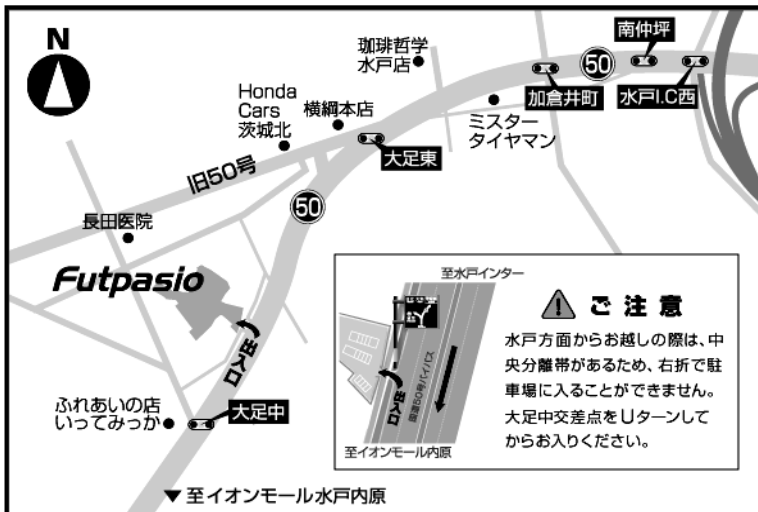 N
珈琲哲学
水戸店
南仲坪
50
加倉井町
水戸I.C西
Honda
Cars
茨城北
横綱本店
ミスター
タイヤマン
大足東
旧50号
50
長田医院
Futpasio
出入口
ふれあいの店
いってみっか
大足中
▼至イオンモール水戸内原
至水戸インター
国道50号バイパス
出入口
至イオンモール内原
ご注意
水戸方面からお越しの際は、中
央分離帯があるため、右折で駐
車場に入ることができません。
大足中交差点をUターンして
からお入りください。